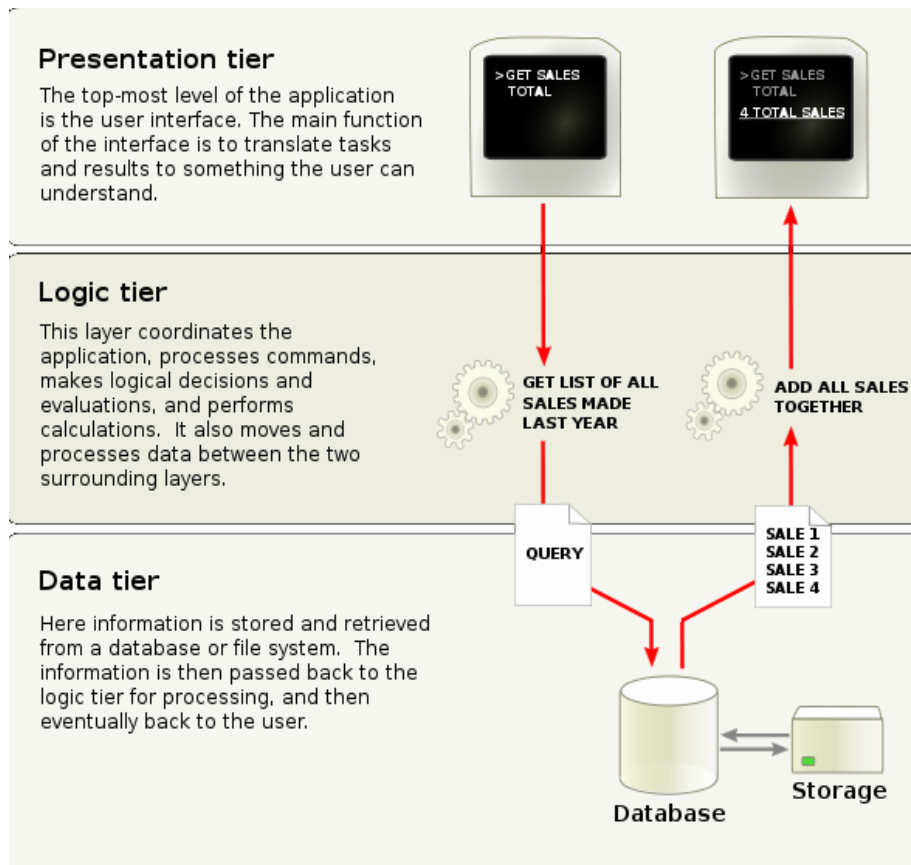 Presentation tier
The top-most level of the application
is the user interface. The main function
of the interface is to translate tasks
and results to something the user can
understand.
>GET SALES
TOTAL
>GET SALES
TOTAL
4 TOTAL SALES
Logic tier
This layer coordinates the
application, processes commands,
makes logical decisions and
evaluations, and performs
calculations.  It also moves and
processes data between the two
surrounding layers.
GET LIST OF ALL
SALES MADE
LAST YEAR
ADD ALL SALES
TOGETHER
QUERY
SALE 1
SALE 2
SALE 3
SALE 4
Data tier
Here information is stored and retrieved
from a database or file system.  The
information is then passed back to the
logic tier for processing, and then
eventually back to the user.
Database
Storage